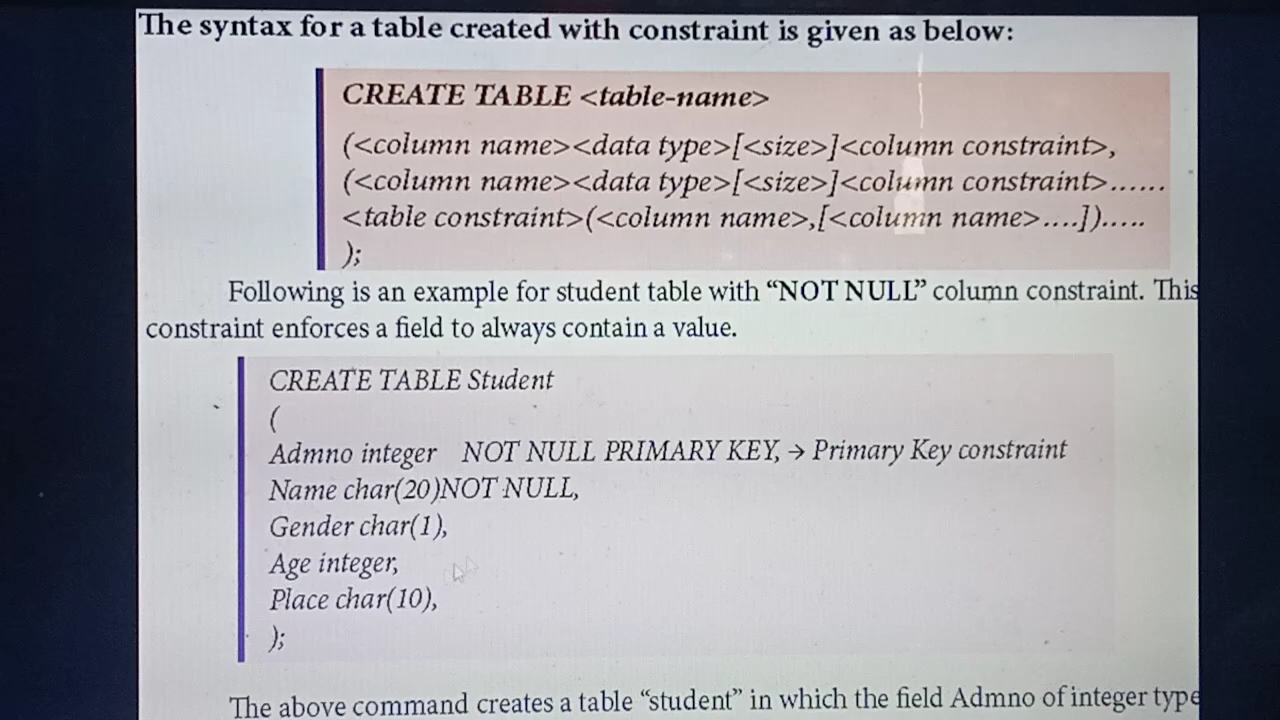 The syntax for a table created with constraint is given as below:
CREATE TABLE <table-name>
(<column name><data type>[<size>]<column constraint>,
(<column name><data type>[<size>]<column constraint>......
<table constraint>(<column name>,[<column name>....]).....
);
Following is an example for student table with “NOT NULL” column constraint. This
constraint enforces a field to always contain a value.
CREATE TABLE Student
(
Admno integer NOT NULL PRIMARY KEY, → Primary Key constraint
Name char(20)NOT NULL,
Gender char(1),
Age integer,
Place char(10),
);
The above command creates a table “student” in which the field Admno of integer type